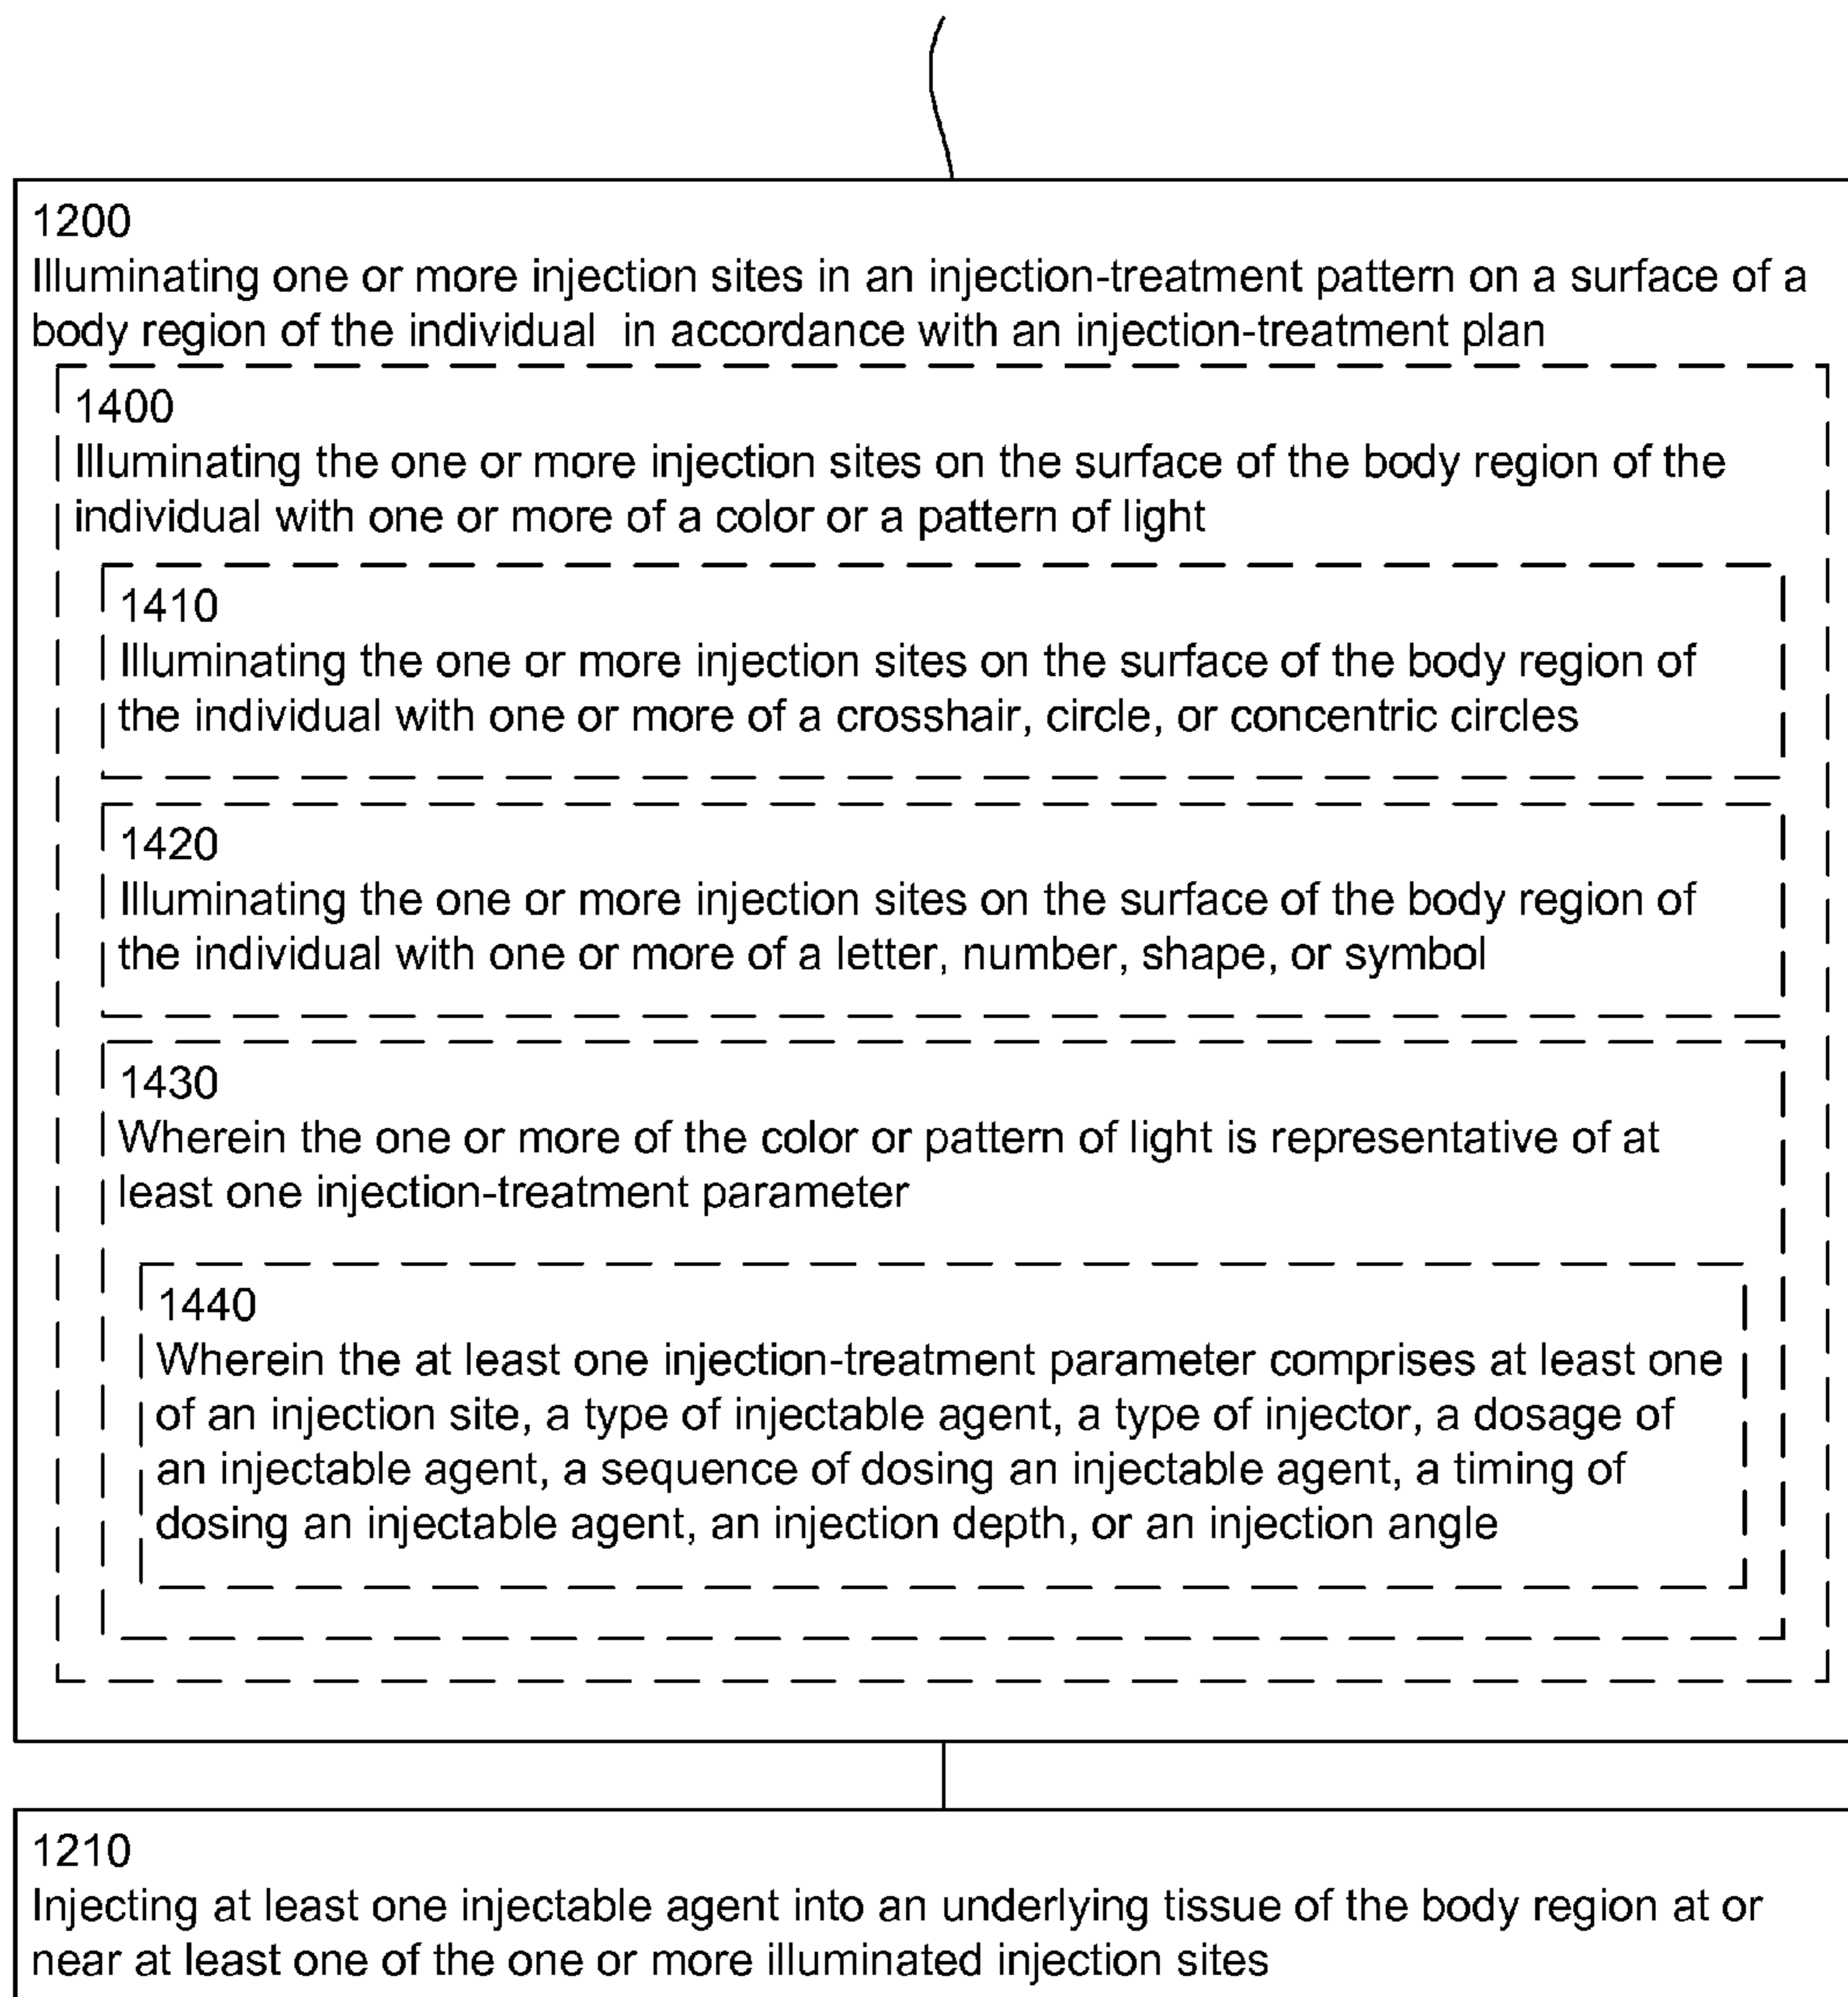 1200
Illuminating one or more injection sites in an injection-treatment pattern on a surface of a
body region of the individual in accordance with an injection-treatment plan
1400
Illuminating the one or more injection sites on the surface of the body region of the
individual with one or more of a color or a pattern of light
1410
Illuminating the one or more injection sites on the surface of the body region of
the individual with one or more of a crosshair, circle, or concentric circles
1420
Illuminating the one or more injection sites on the surface of the body region of
the individual with one or more of a letter, number, shape, or symbol
1430
Wherein the one or more of the color or pattern of light is representative of at
least one injection-treatment parameter
1440
Wherein the at least one injection-treatment parameter comprises at least one
of an injection site, a type of injectable agent, a type of injector, a dosage of
an injectable agent, a sequence of dosing an injectable agent, a timing of
dosing an injectable agent, an injection depth, or an injection angle
1210
Injecting at least one injectable agent into an underlying tissue of the body region at or
near at least one of the one or more illuminated injection sites